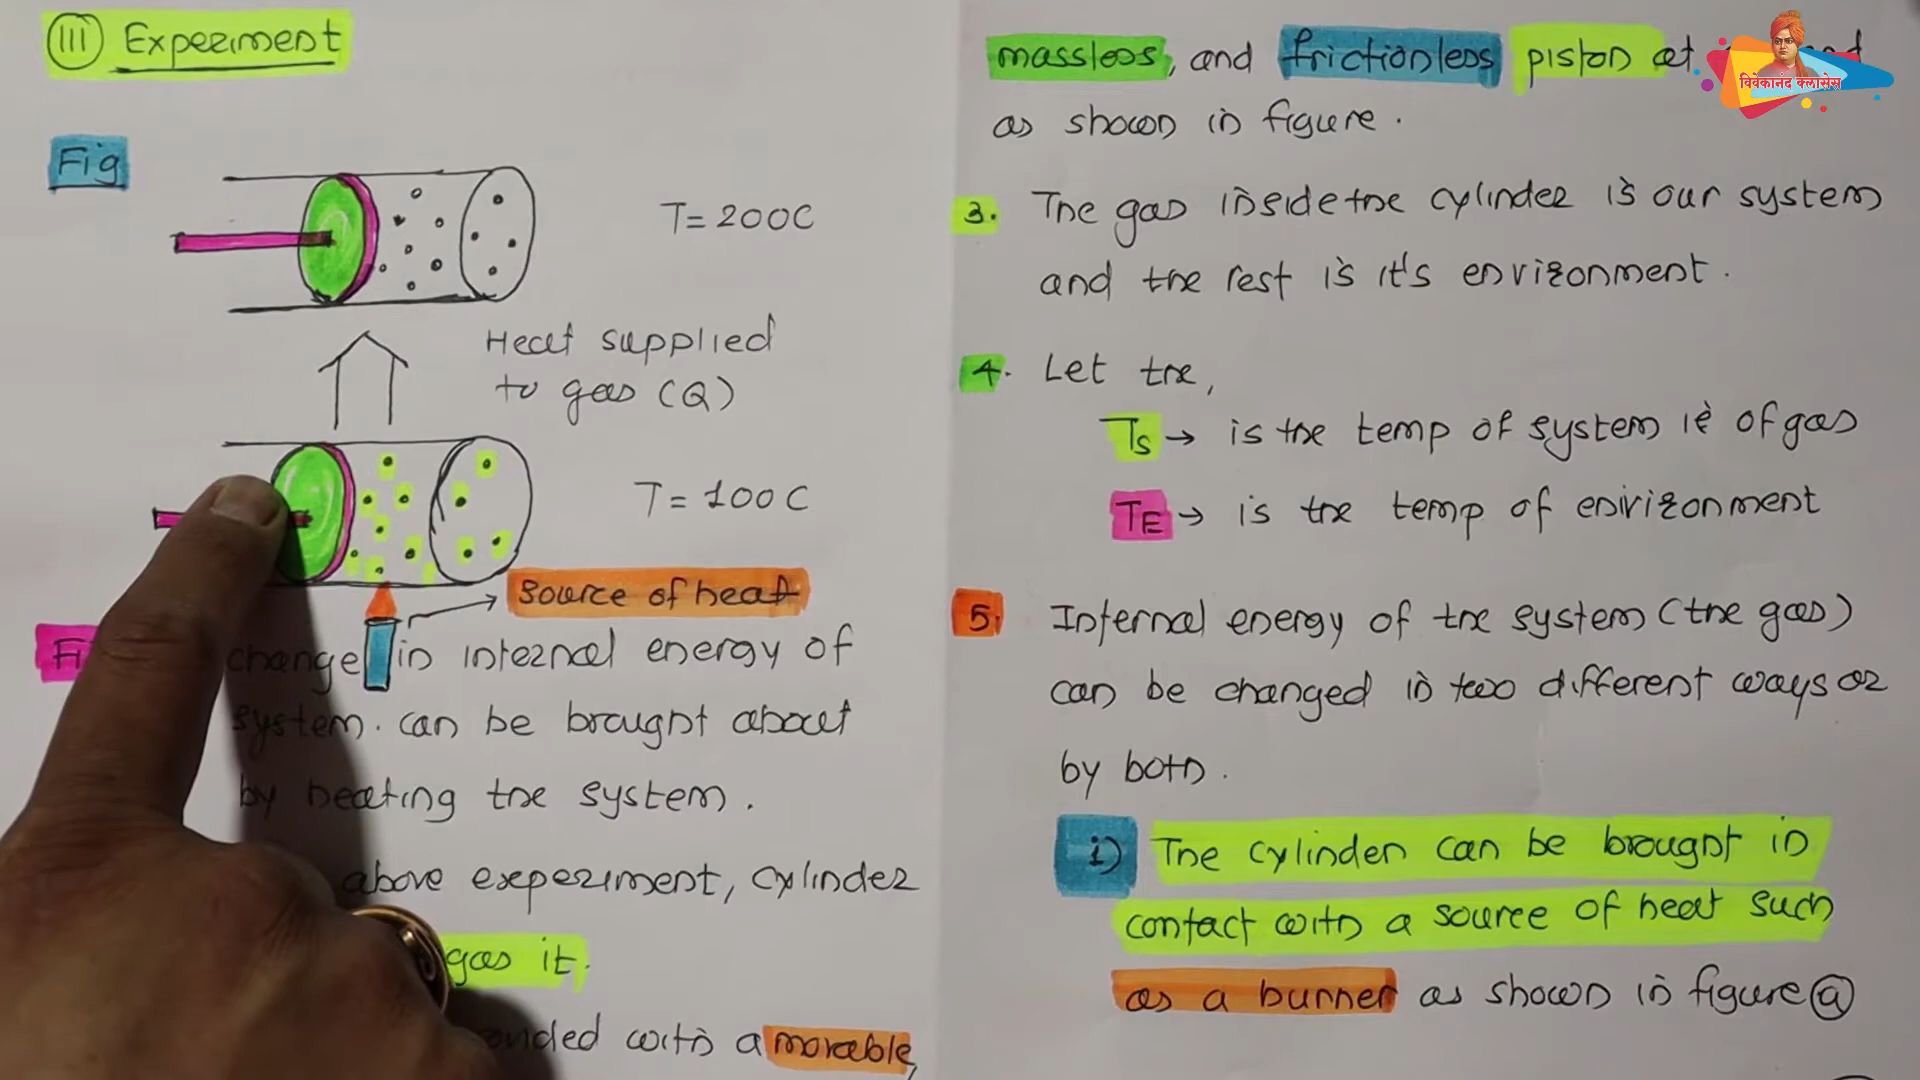 III Experiment
Fig
T = 200C
Heat supplied
to gas (Q)
T = 100C
Source of heat
change in internal energy of
system. can be brought about
by heating the system.
above experiment, cylinder
gas it.
with a movable,
massless, and frictionless piston at
as shown in figure.
3. The gas inside the cylinder is our system
and the rest is it's environment.
4. Let the,
Ts → is the temp of system ie of gas
TE → is the temp of environment
5. Internal energy of the system (the gas)
can be changed in two different ways or
by both.
i) The cylinder can be brought in
contact with a source of heat such
as a burner as shown in figure a
विवेकानंद क्लासेस